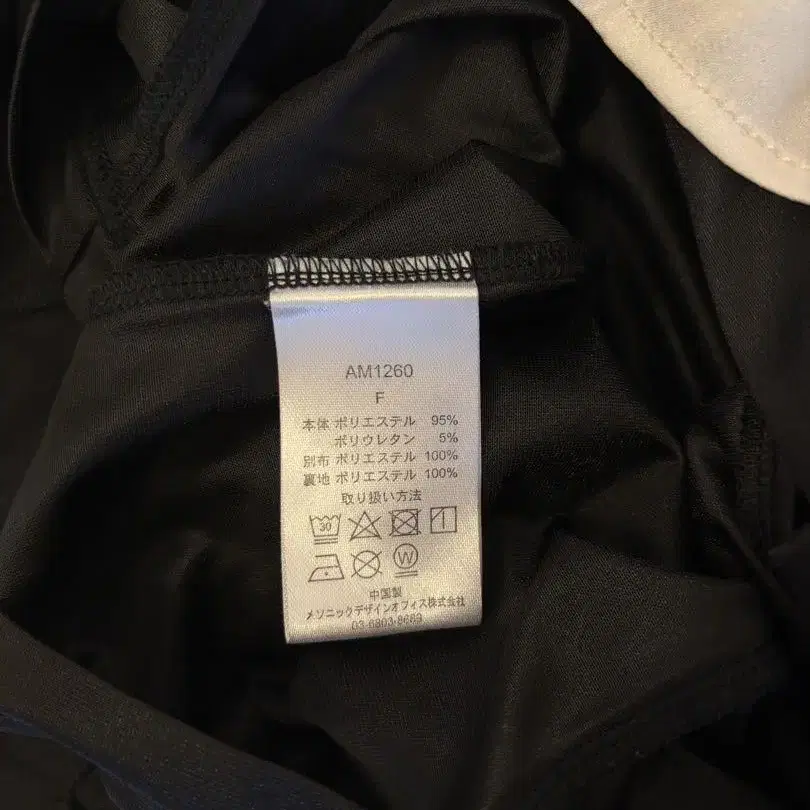 AM1260
F
本体 ポリエステル 95%
ポリウレタン 5%
別布 ポリエステル 100%
裏地 ポリエステル 100%
取り扱い方法
30
W
中国製
メソニックデザインオフィス株式会社
03-6803-8669